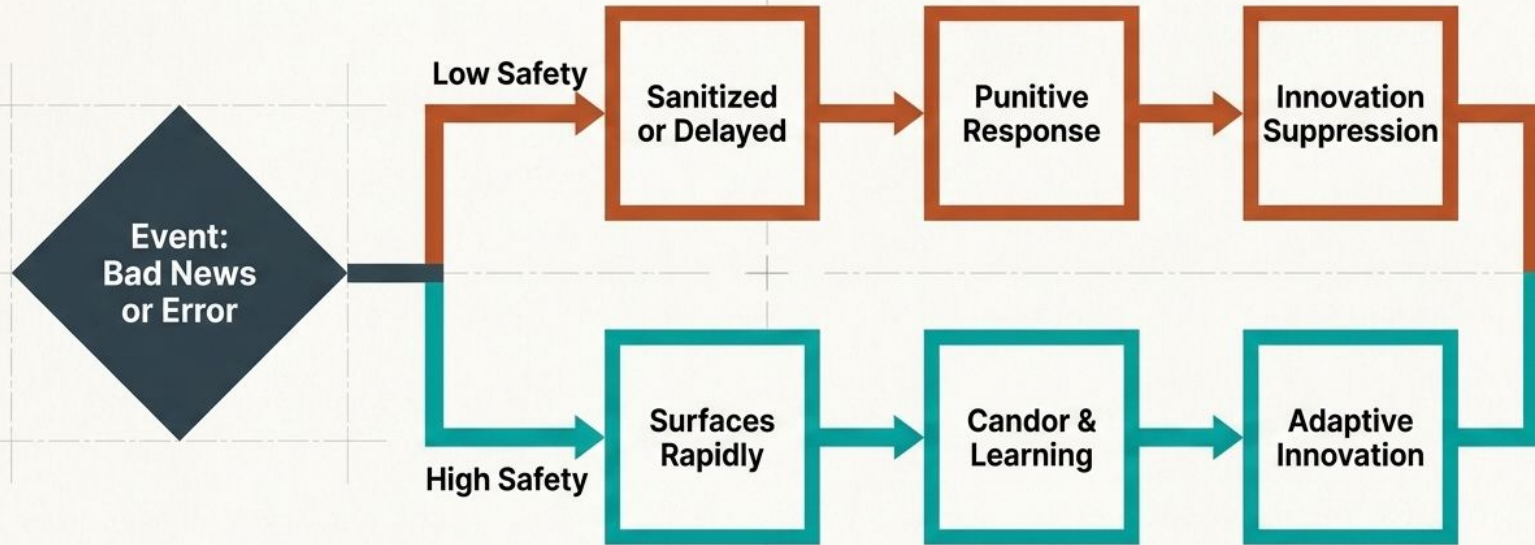 Event:
Bad News
or Error
Low Safety
Sanitized
or Delayed
Punitive
Response
Innovation
Suppression
High Safety
Surfaces
Rapidly
Candor &
Learning
Adaptive
Innovation